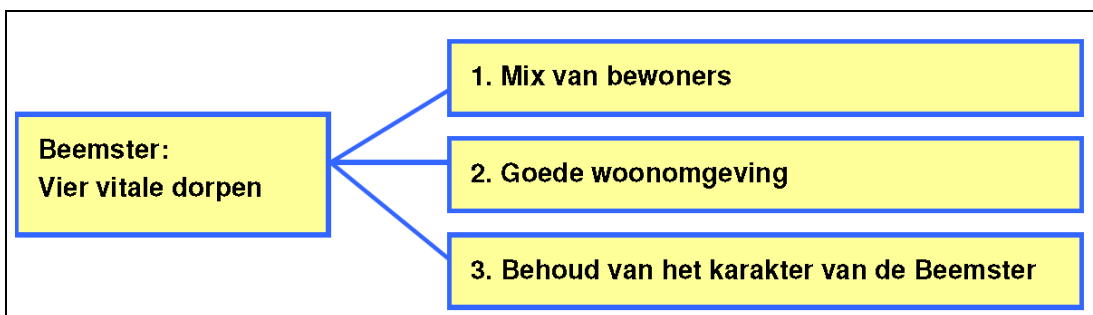 Beemster:
Vier vitale dorpen
1. Mix van bewoners
2. Goede woonomgeving
3. Behoud van het karakter van de Beemster